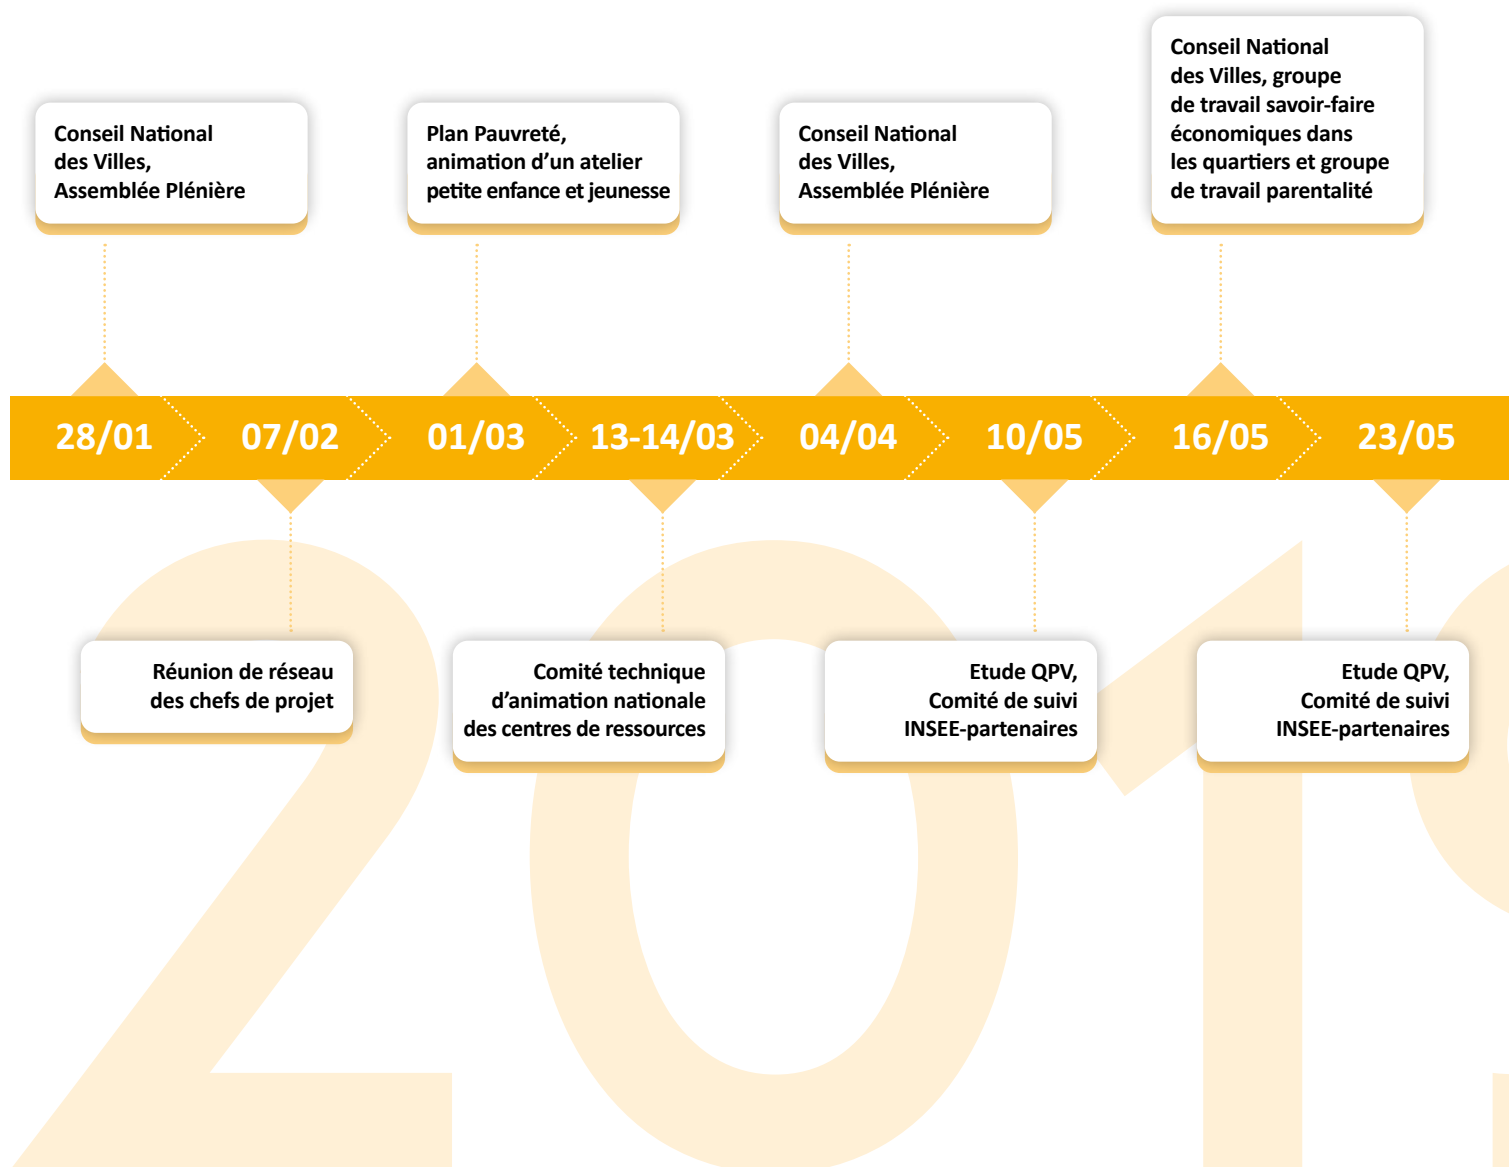 Conseil National
des Villes,
Assemblée Plénière
Plan Pauvreté,
animation d’un atelier
petite enfance et jeunesse
Conseil National
des Villes,
Assemblée Plénière
Conseil National
des Villes, groupe
de travail savoir-faire
économiques dans
les quartiers et groupe
de travail parentalité
28/01
07/02
01/03
13-14/03
04/04
10/05
16/05
23/05
Réunion de réseau
des chefs de projet
Comité technique
d’animation nationale
des centres de ressources
Etude QPV,
Comité de suivi
INSEE-partenaires
Etude QPV,
Comité de suivi
INSEE-partenaires
2019